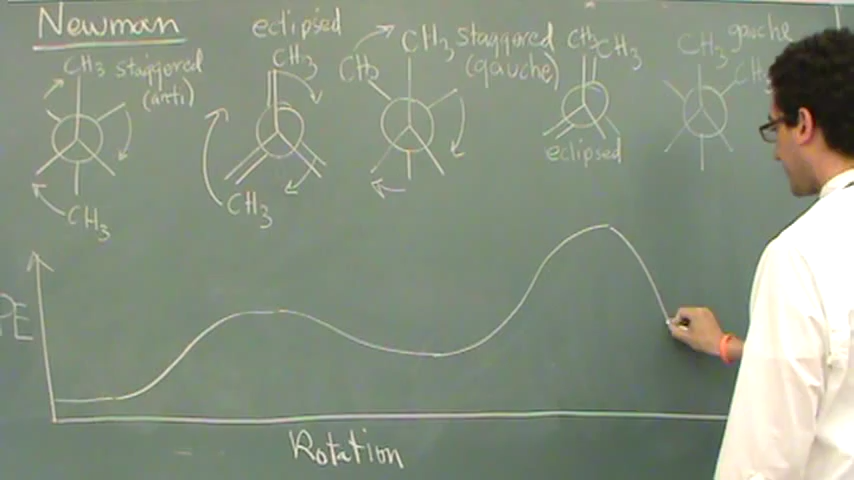 Newman
CH3 staggered
(anti)
CH3
eclipsed
CH3
CH3
CH3 staggered
(gauche)
CH3
CH3
CH3
eclipsed
gauche
CH3
CH3
PE
Rotation